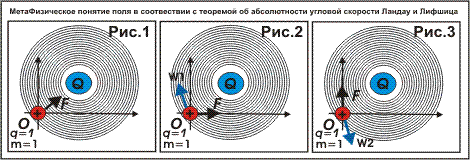 МетаФизическое понятие поля в соотвествии с теоремой об абсолютности угловой скорости Ландау и Лифшица
Рис.1
Q
F
O
q=1
m=1
Рис.2
Q
W1
F
O
q=1
m=1
Рис.3
Q
F
O
q=1
m=1
W2